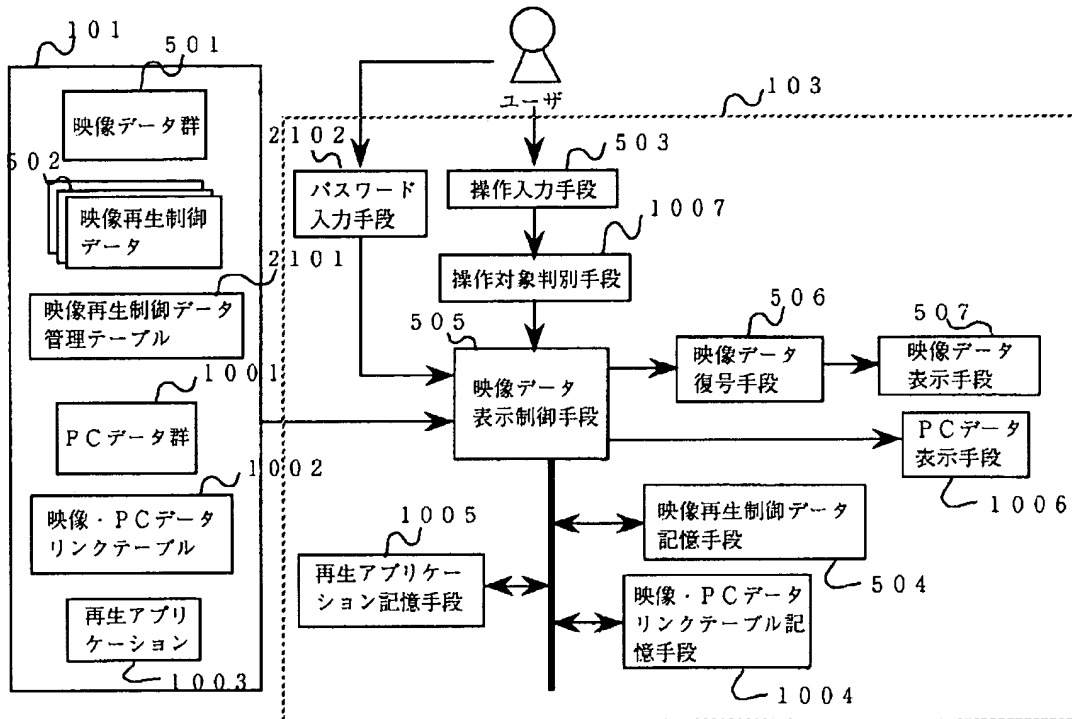 101
501
映像データ群
502
映像再生制御
データ
2101
映像再生制御データ
管理テーブル
1001
PCデータ群
1002
映像・PCデータ
リンクテーブル
再生アプリ
ケーション
1003
ユーザ
103
2102
パスワード
入力手段
503
操作入力手段
1007
操作対象判別手段
505
映像データ
表示制御手段
506
映像データ
復号手段
507
映像データ
表示手段
PCデータ
表示手段
1006
1005
再生アプリケー
ション記憶手段
映像再生制御データ
記憶手段
504
映像・PCデータ
リンクテーブル記
憶手段
1004